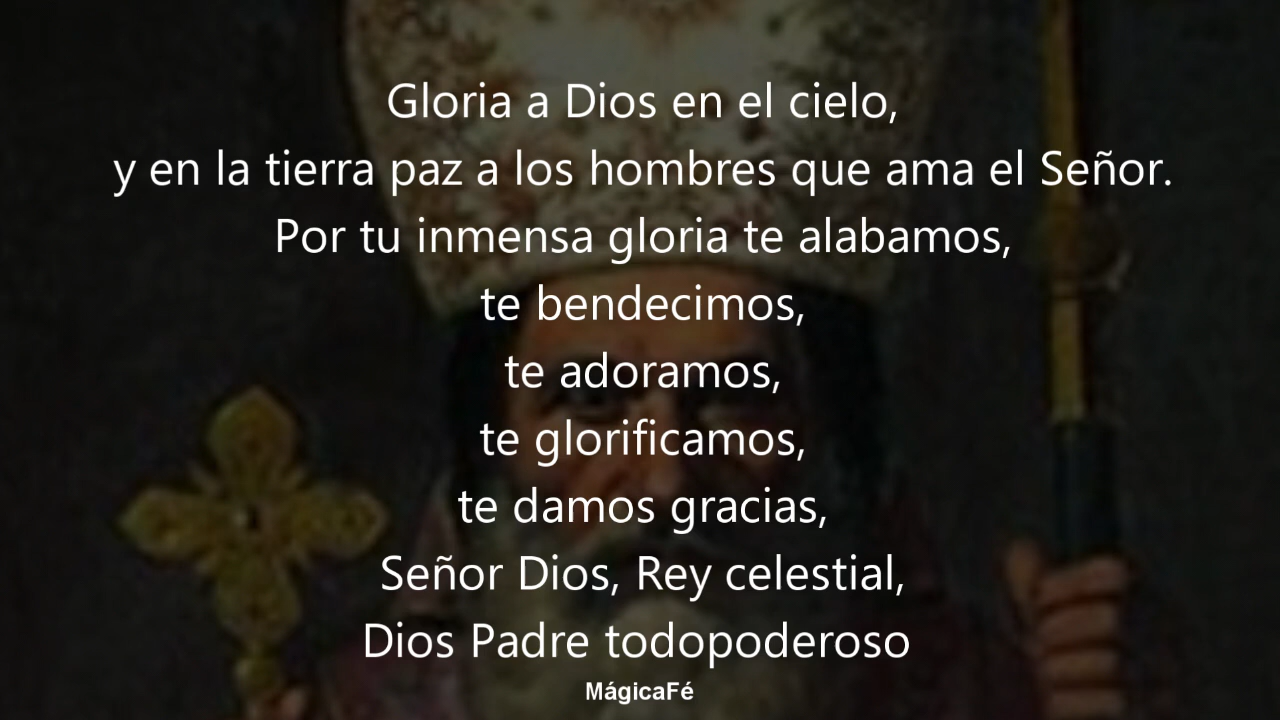 Gloria a Dios en el cielo,
y en la tierra paz a los hombres que ama el Señor.
Por tu inmensa gloria te alabamos,
te bendecimos,
te adoramos,
te glorificamos,
te damos gracias,
Señor Dios, Rey celestial,
Dios Padre todopoderoso
MágicaFé